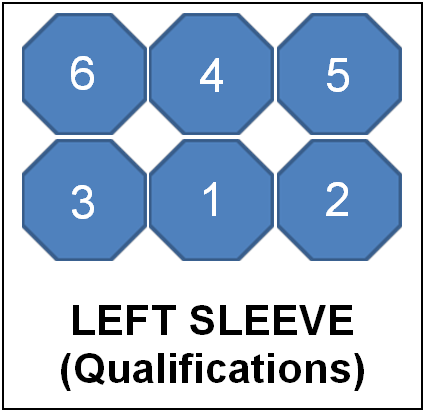 6 4 5
3 1 2
LEFT SLEEVE
(Qualifications)